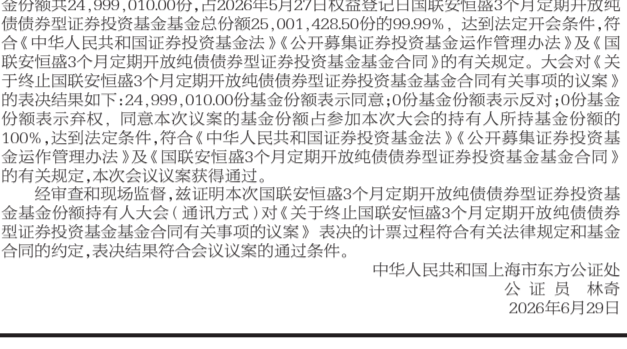 金份额共24,999,010.00份,占2026年5月27日权益登记日国联安恒盛3个月定期开放纯
债债券型证券投资基金基金总份额25,001,428.50份的99.99%，达到法定开会条件,符
合《中华人民共和国证券投资基金法》《公开募集证券投资基金运作管理办法》及《国
联安恒盛3个月定期开放纯债债券型证券投资基金基金合同》的有关规定。大会对《关
于终止国联安恒盛3个月定期开放纯债债券型证券投资基金基金合同有关事项的议案》
的表决结果如下:24,999,010.00份基金份额表示同意;0份基金份额表示反对;0份基金
份额表示弃权，同意本次议案的基金份额占参加本次大会的持有人所持基金份额的
100%,达到法定条件,符合《中华人民共和国证券投资基金法》《公开募集证券投资基
金运作管理办法》及《国联安恒盛3个月定期开放纯债债券型证券投资基金基金合同》
的有关规定,本次会议议案获得通过。
经审查和现场监督,兹证明本次国联安恒盛3个月定期开放纯债债券型证券投资基
金基金份额持有人大会(通讯方式)对《关于终止国联安恒盛3个月定期开放纯债债券
型证券投资基金基金合同有关事项的议案》表决的计票过程符合有关法律规定和基金
合同的约定,表决结果符合会议议案的通过条件。
中华人民共和国上海市东方公证处
公 证 员 林奇
2026年6月29日